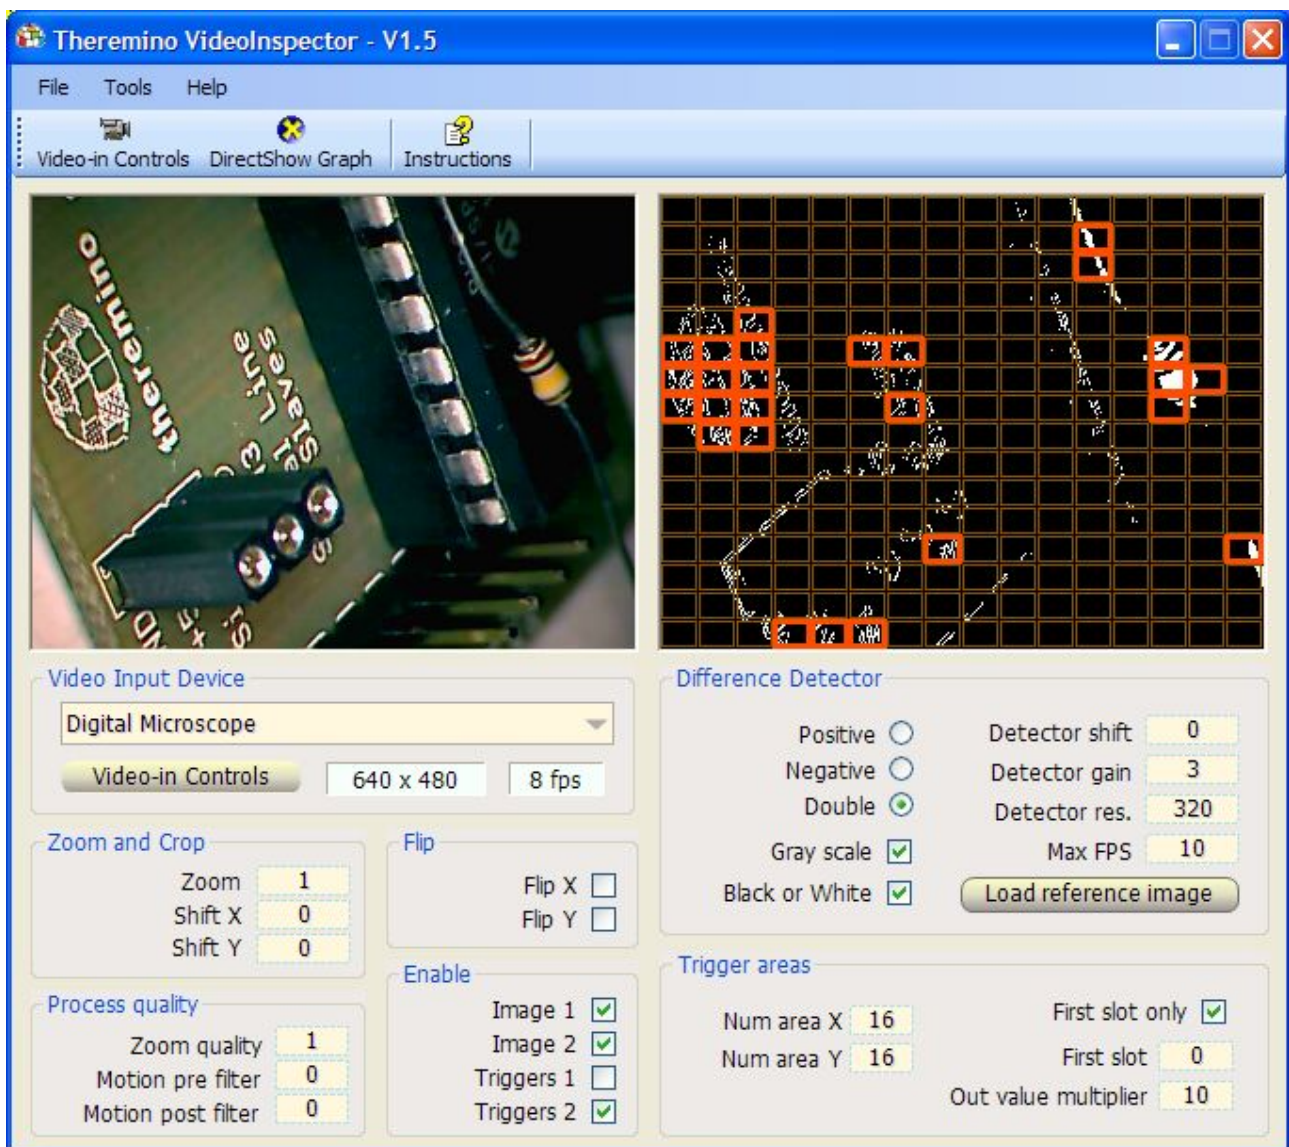 Theremino VideoInspector - V1.5
File Tools Help
Video-in Controls DirectShow Graph Instructions
theremino
Line
Video Input Device
Digital Microscope
Video-in Controls 640 x 480 8 fps
Zoom and Crop
Zoom 1
Shift X 0
Shift Y 0
Flip
Flip X
Flip Y
Process quality
Zoom quality 1
Motion pre filter 0
Motion post filter 0
Enable
Image 1
Image 2
Triggers 1
Triggers 2
Difference Detector
Positive
Negative
Double
Gray scale
Black or White
Detector shift 0
Detector gain 3
Detector res. 320
Max FPS 10
Load reference image
Trigger areas
Num area X 16
Num area Y 16
First slot only
First slot 0
Out value multiplier 10